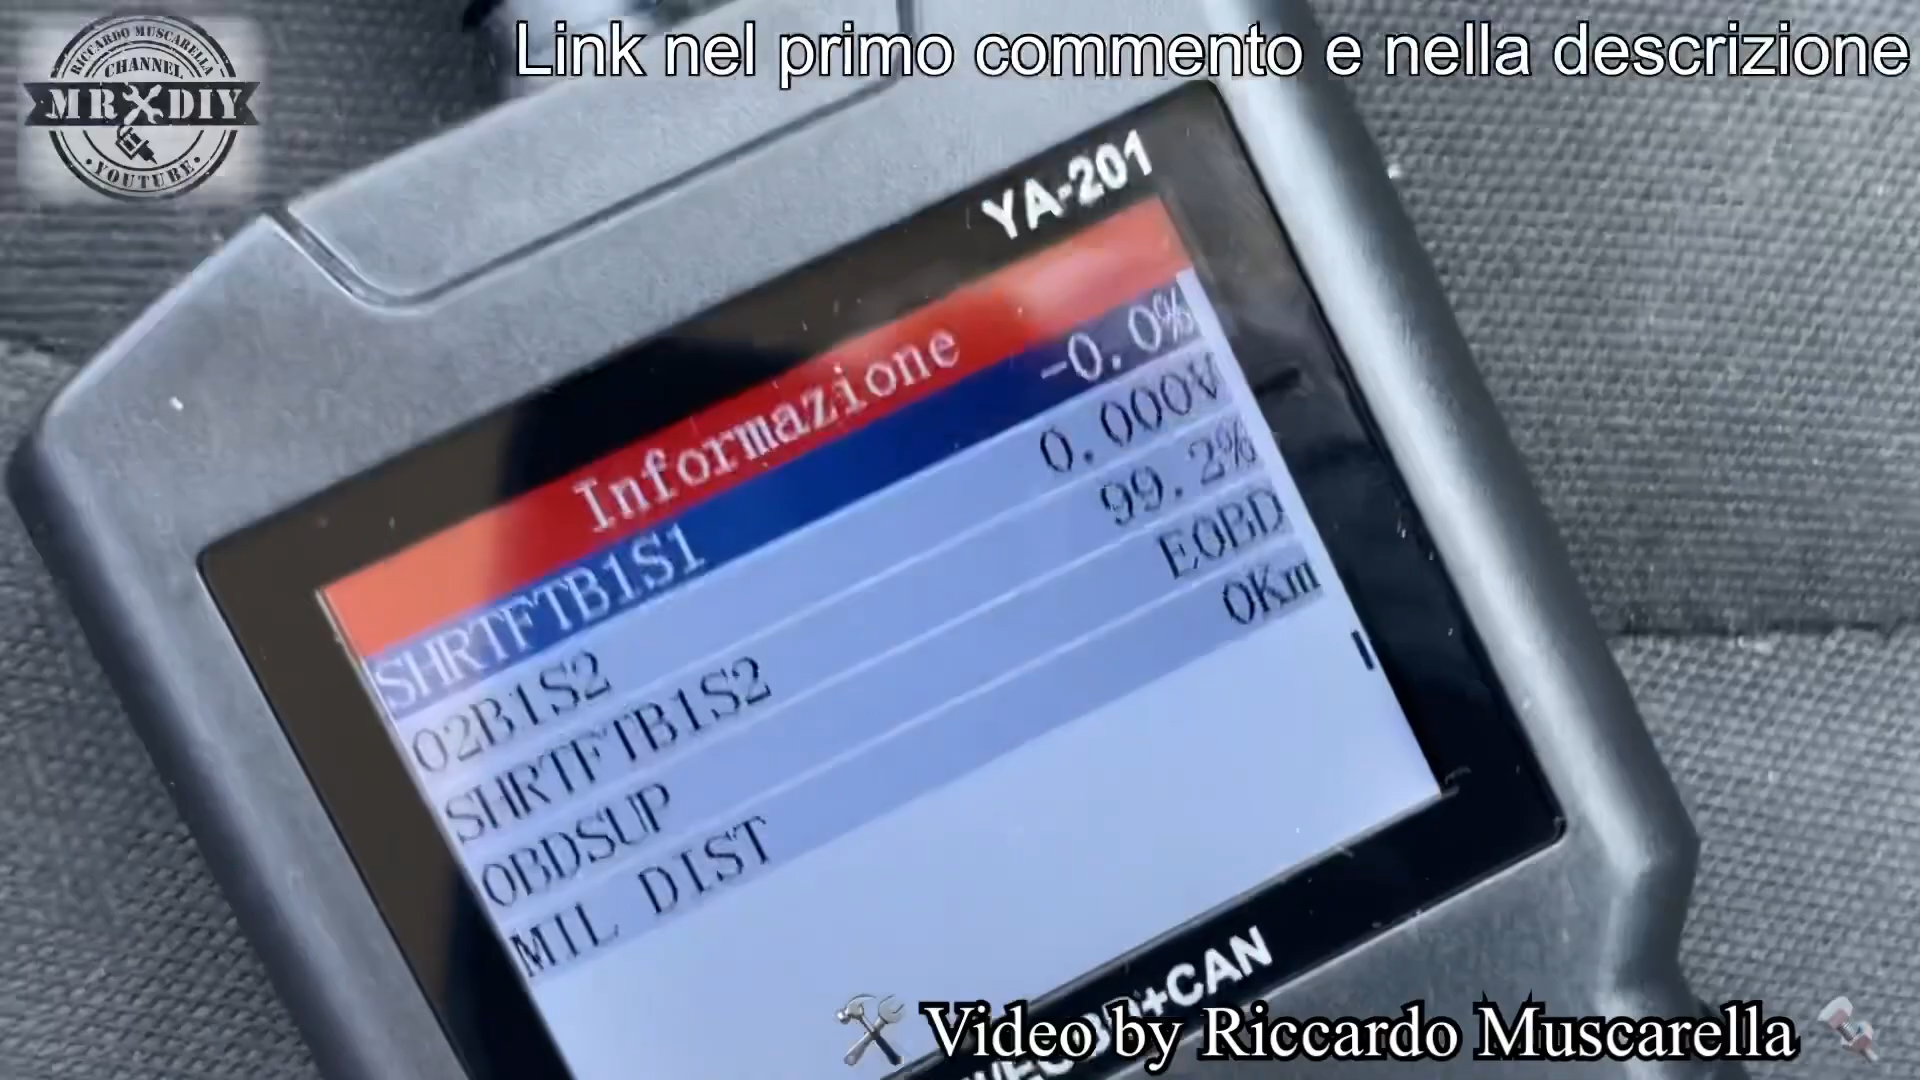 Link nel primo commento e nella descrizione
RICCARDO MUSCARELLA
CHANNEL
MR DIY
YOUTUBE
YA-201
Informazione
SHRTFTB1S1 -0.0%
O2B1S2 0.000V
SHRTFTB1S2 99.2%
OBDSUP EOBD
MIL DIST 0Km
+CAN
Video by Riccardo Muscarella